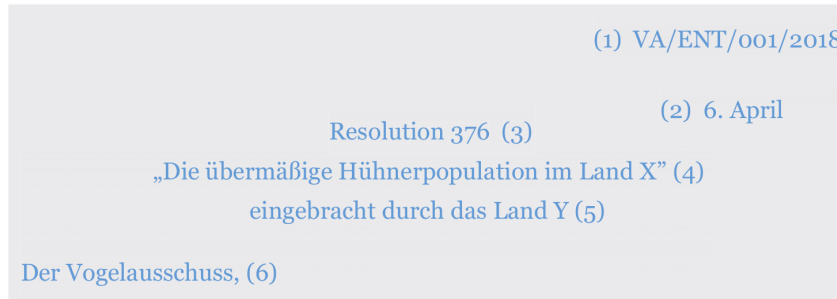 (1) VA/ENT/001/2018
(2) 6. April
Resolution 376 (3)
„Die übermäßige Hühnerpopulation im Land X” (4)
eingebracht durch das Land Y (5)
Der Vogelausschuss, (6)